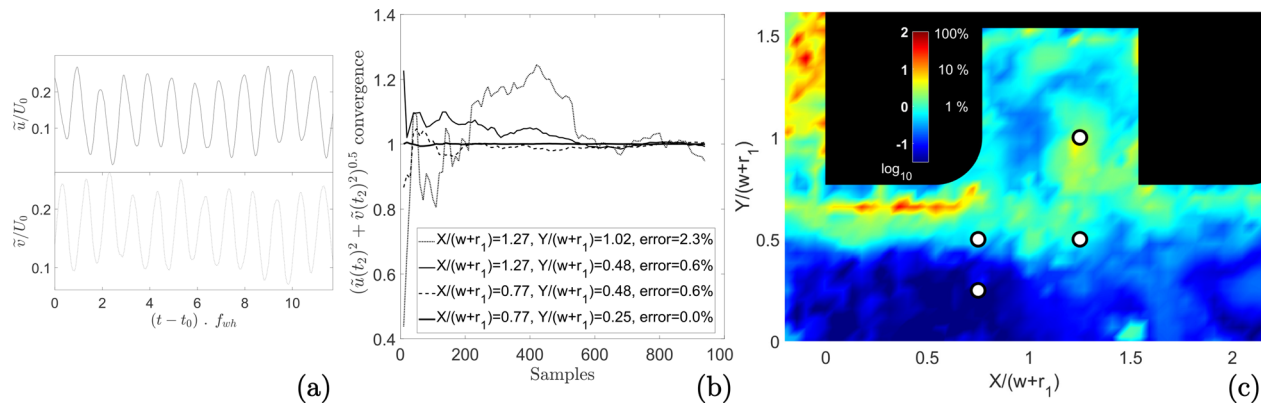 0.2
0.1
ũ/U₀
0.2
0.1
ṽ/U₀
0 2 4 6 8 10
(t − t₀) . f_wh
(a)
1.4
1.2
1
0.8
0.6
0.4
(ũ(t₂)² + ṽ(t₂)²)^0.5 convergence
X/(w+r₁)=1.27, Y/(w+r₁)=1.02, error=2.3%
X/(w+r₁)=1.27, Y/(w+r₁)=0.48, error=0.6%
X/(w+r₁)=0.77, Y/(w+r₁)=0.48, error=0.6%
X/(w+r₁)=0.77, Y/(w+r₁)=0.25, error=0.0%
0 200 400 600 800 1000
Samples
(b)
1.5
1
0.5
0
Y/(w+r₁)
2 100%
1 10 %
0 1 %
-1
log₁₀
0 0.5 1 1.5 2
X/(w+r₁)
(c)